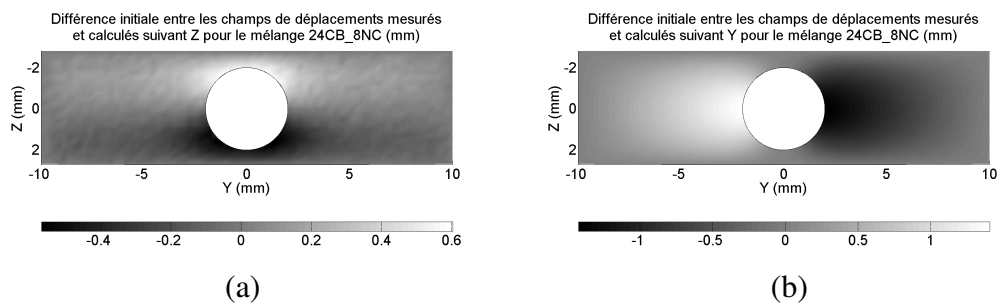 Différence initiale entre les champs de déplacements mesurés
et calculés suivant Z pour le mélange 24CB_8NC (mm)
Z (mm)
-2
0
2
-10 -5 0 5 10
Y (mm)
-0.4 -0.2 0 0.2 0.4 0.6
(a)
Différence initiale entre les champs de déplacements mesurés
et calculés suivant Y pour le mélange 24CB_8NC (mm)
Z (mm)
-2
0
2
-10 -5 0 5 10
Y (mm)
-1 -0.5 0 0.5 1
(b)